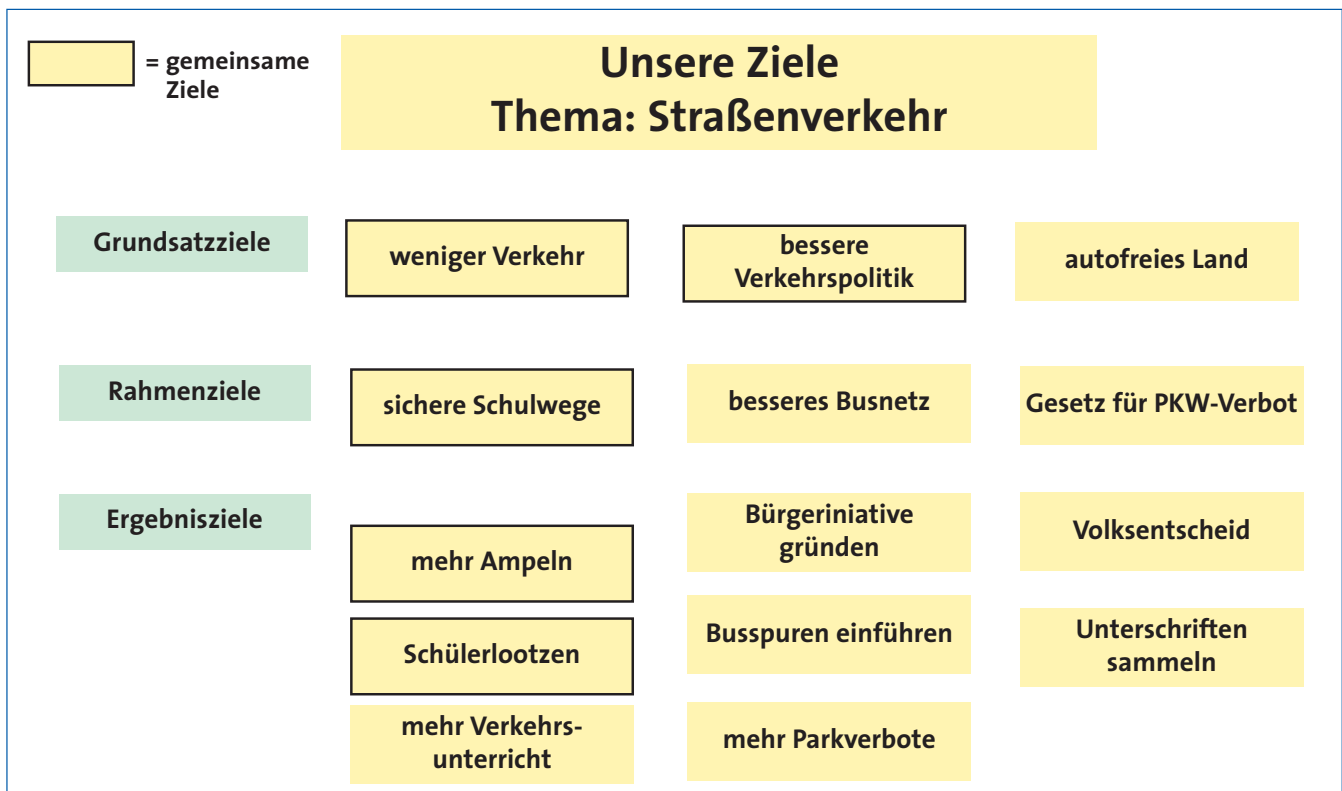 = gemeinsame
Ziele
Unsere Ziele
Thema: Straßenverkehr
Grundsatzziele
weniger Verkehr
bessere
Verkehrspolitik
autofreies Land
Rahmenziele
sichere Schulwege
besseres Busnetz
Gesetz für PKW-Verbot
Ergebnisziele
mehr Ampeln
Bürgeriniative
gründen
Volksentscheid
Schülerlootzen
Busspuren einführen
Unterschriften
sammeln
mehr Verkehrs-
unterricht
mehr Parkverbote